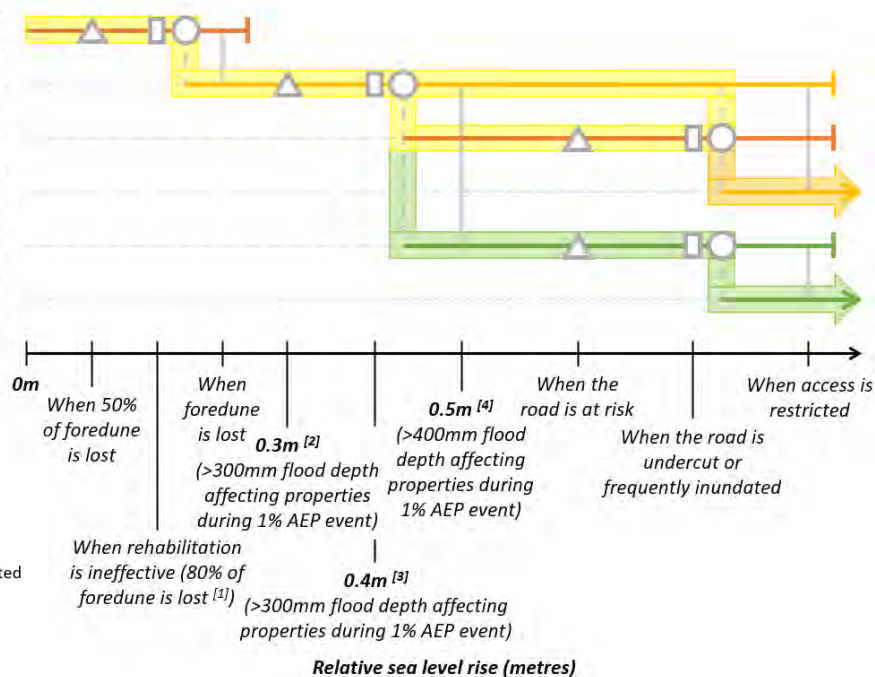 0m
When 50%
of foredune
is lost
When
foredune
is lost
0.3m [2]
(>300mm flood depth
affecting properties
during 1% AEP event)
0.5m [4]
(>400mm flood
depth affecting
properties during
1% AEP event)
When the
road is at risk
When access is
restricted
When the road is
undercut or
frequently inundated
When rehabilitation
is ineffective (80% of
foredune is lost [1])
0.4m [3]
(>300mm flood depth affecting
properties during 1% AEP event)
ted
Relative sea level rise (metres)